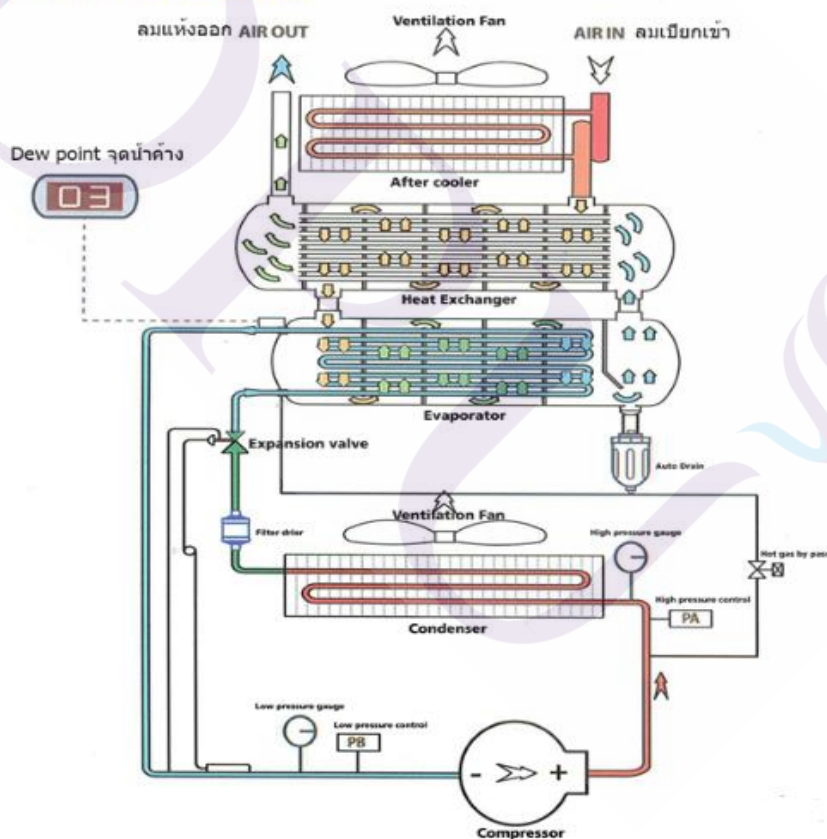 Ventilation Fan
ลมแห้งออก AIR OUT
AIR IN ลมเปียกเข้า
Dew point จุดน้ำค้าง
03
After cooler
Heat Exchanger
Evaporator
Expansion valve
Auto Drain
Ventilation Fan
High pressure gauge
Filter drier
Hot gas by pass
High pressure control
PA
Condenser
Low pressure gauge
Low pressure control
PB
- +
Compressor